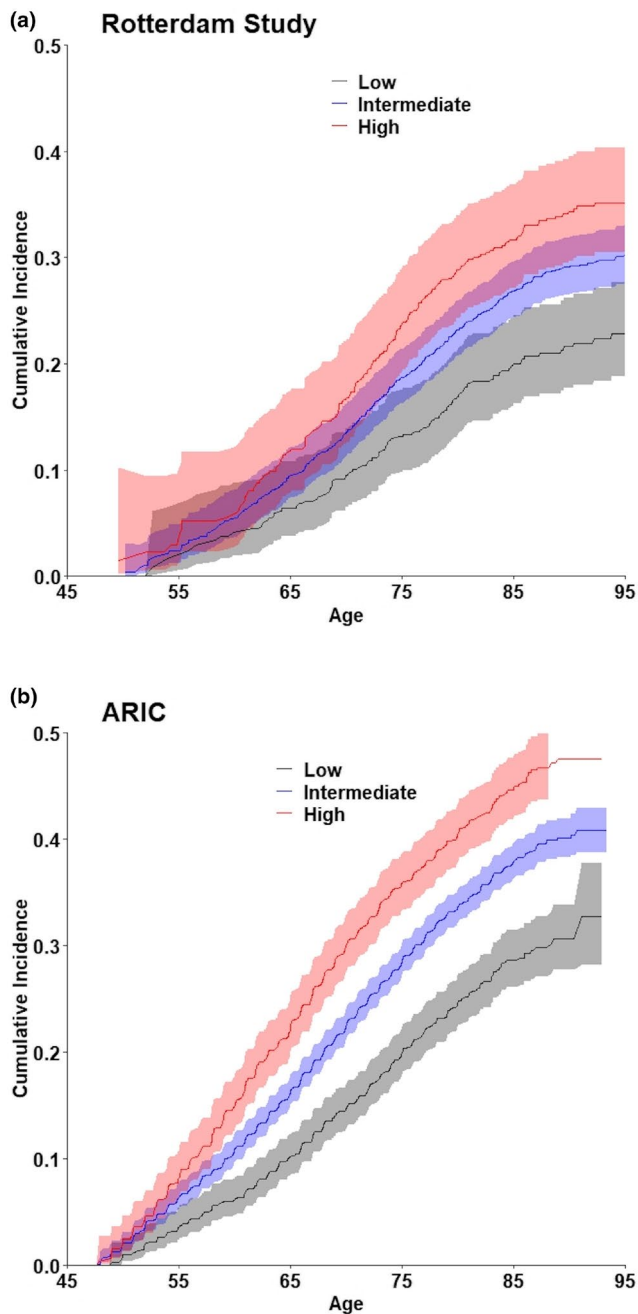 (a)
Rotterdam Study
0.5
Low
Intermediate
High
0.4
0.3
0.2
0.1
0.0
Cumulative Incidence
45 55 65 75 85 95
Age
(b)
ARIC
0.5
Low
Intermediate
High
0.4
0.3
0.2
0.1
0.0
Cumulative Incidence
45 55 65 75 85 95
Age